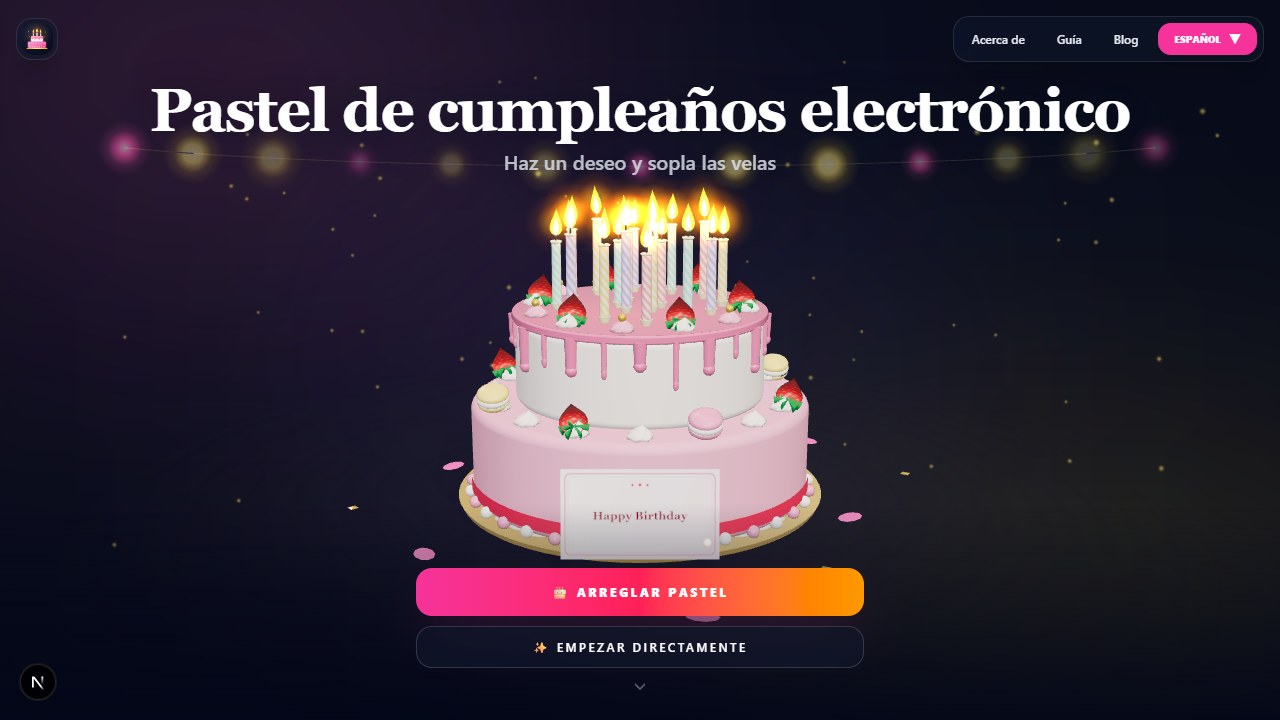 Acerca de
Guía
Blog
ESPAÑOL
Pastel de cumpleaños electrónico
Haz un deseo y sopla las velas
Happy Birthday
ARREGLAR PASTEL
EMPEZAR DIRECTAMENTE
N